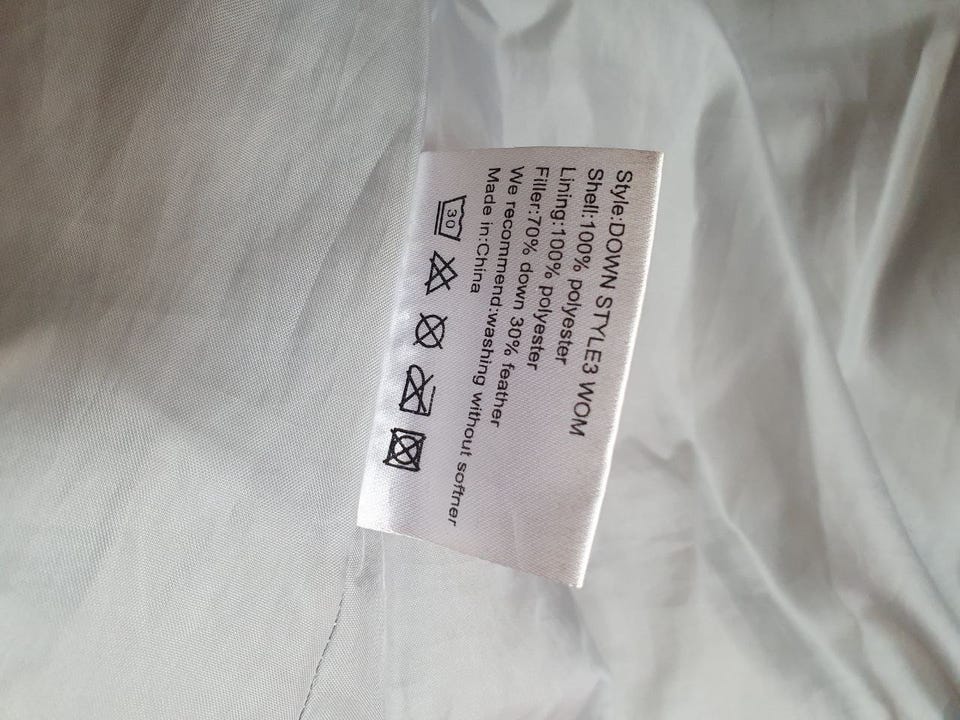 Style:DOWN STYLE3 WOM
Shell:100% polyester
Lining:100% polyester
Filler:70% down 30% feather
We recommend:washing without softner
Made in:China
30